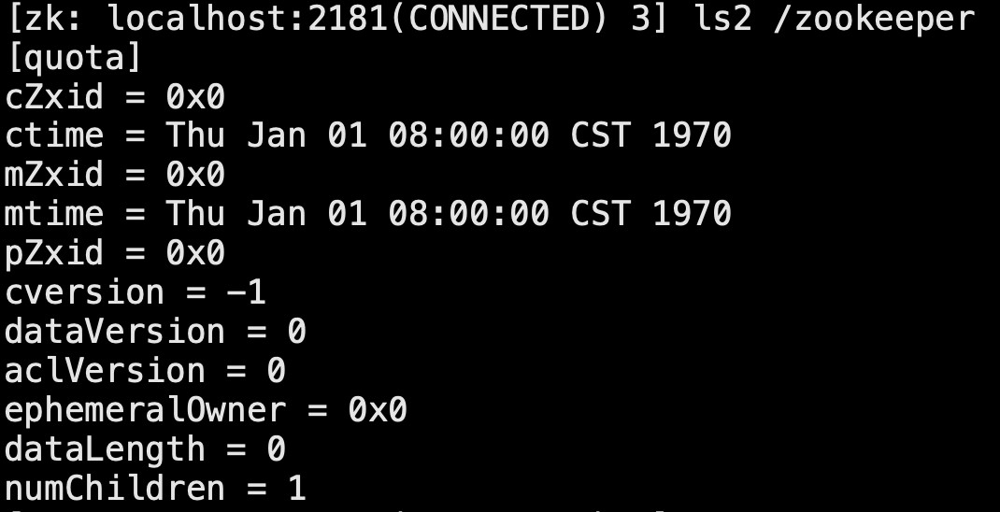 [zk: localhost:2181(CONNECTED) 3] ls2 /zookeeper
[quota]
cZxid = 0x0
ctime = Thu Jan 01 08:00:00 CST 1970
mZxid = 0x0
mtime = Thu Jan 01 08:00:00 CST 1970
pZxid = 0x0
cversion = -1
dataVersion = 0
aclVersion = 0
ephemeralOwner = 0x0
dataLength = 0
numChildren = 1